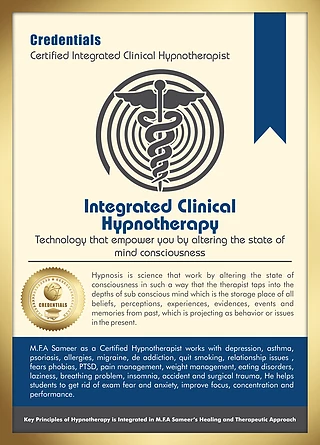 Credentials
Certified Integrated Clinical Hypnotherapist
Integrated Clinical
Hypnotherapy
Technology that empower you by altering the state of
mind consciousness
Hypnosis is science that work by altering the state of
consciousness in such a way that the therapist taps into the
depths of sub conscious mind which is the storage place of all
beliefs, perceptions, experiences, evidences, events and
memories from past, which is projecting as behavior or issues
in the present.
CREDENTIALS
M.F.A Sameer as a Certified Hypnotherapist works with depression, asthma,
psoriasis, allergies, migraine, de addiction, quit smoking, relationship issues ,
fears phobias, PTSD, pain management, weight management, eating disorders,
laziness, breathing problem, insomnia, accident and surgical trauma, He helps
students to get rid of exam fear and anxiety, improve focus, concentration and
performance.
Key Principles of Hypnotherapy is Integrated in M.F.A Sameer's Healing and Therapeutic Approach